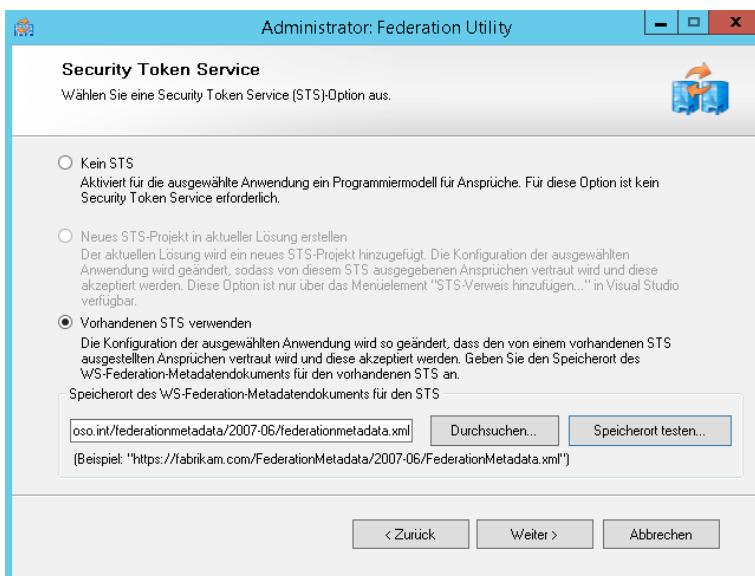 Administrator: Federation Utility
Security Token Service
Wählen Sie eine Security Token Service (STS)-Option aus.
Kein STS
Aktiviert für die ausgewählte Anwendung ein Programmiermodell für Ansprüche. Für diese Option ist kein
Security Token Service erforderlich.
Neues STS-Projekt in aktueller Lösung erstellen
Der aktuellen Lösung wird ein neues STS-Projekt hinzugefügt. Die Konfiguration der ausgewählten
Anwendung wird geändert, sodass von diesem STS ausgegebenen Ansprüchen vertraut wird und diese
akzeptiert werden. Diese Option ist nur über das Menüelement "STS-Verweis hinzufügen..." in Visual Studio
verfügbar.
Vorhandenen STS verwenden
Die Konfiguration der ausgewählten Anwendung wird so geändert, dass den von einem vorhandenen STS
ausgestellten Ansprüchen vertraut wird und diese akzeptiert werden. Geben Sie den Speicherort des
WS-Federation-Metadatendokuments für den vorhandenen STS an.
Speicherort des WS-Federation-Metadatendokuments für den STS
oso.int/federationmetadata/2007-06/federationmetadata.xml
Durchsuchen...
Speicherort testen...
(Beispiel: "https://fabrikam.com/FederationMetadata/2007-06/FederationMetadata.xml")
< Zurück
Weiter >
Abbrechen